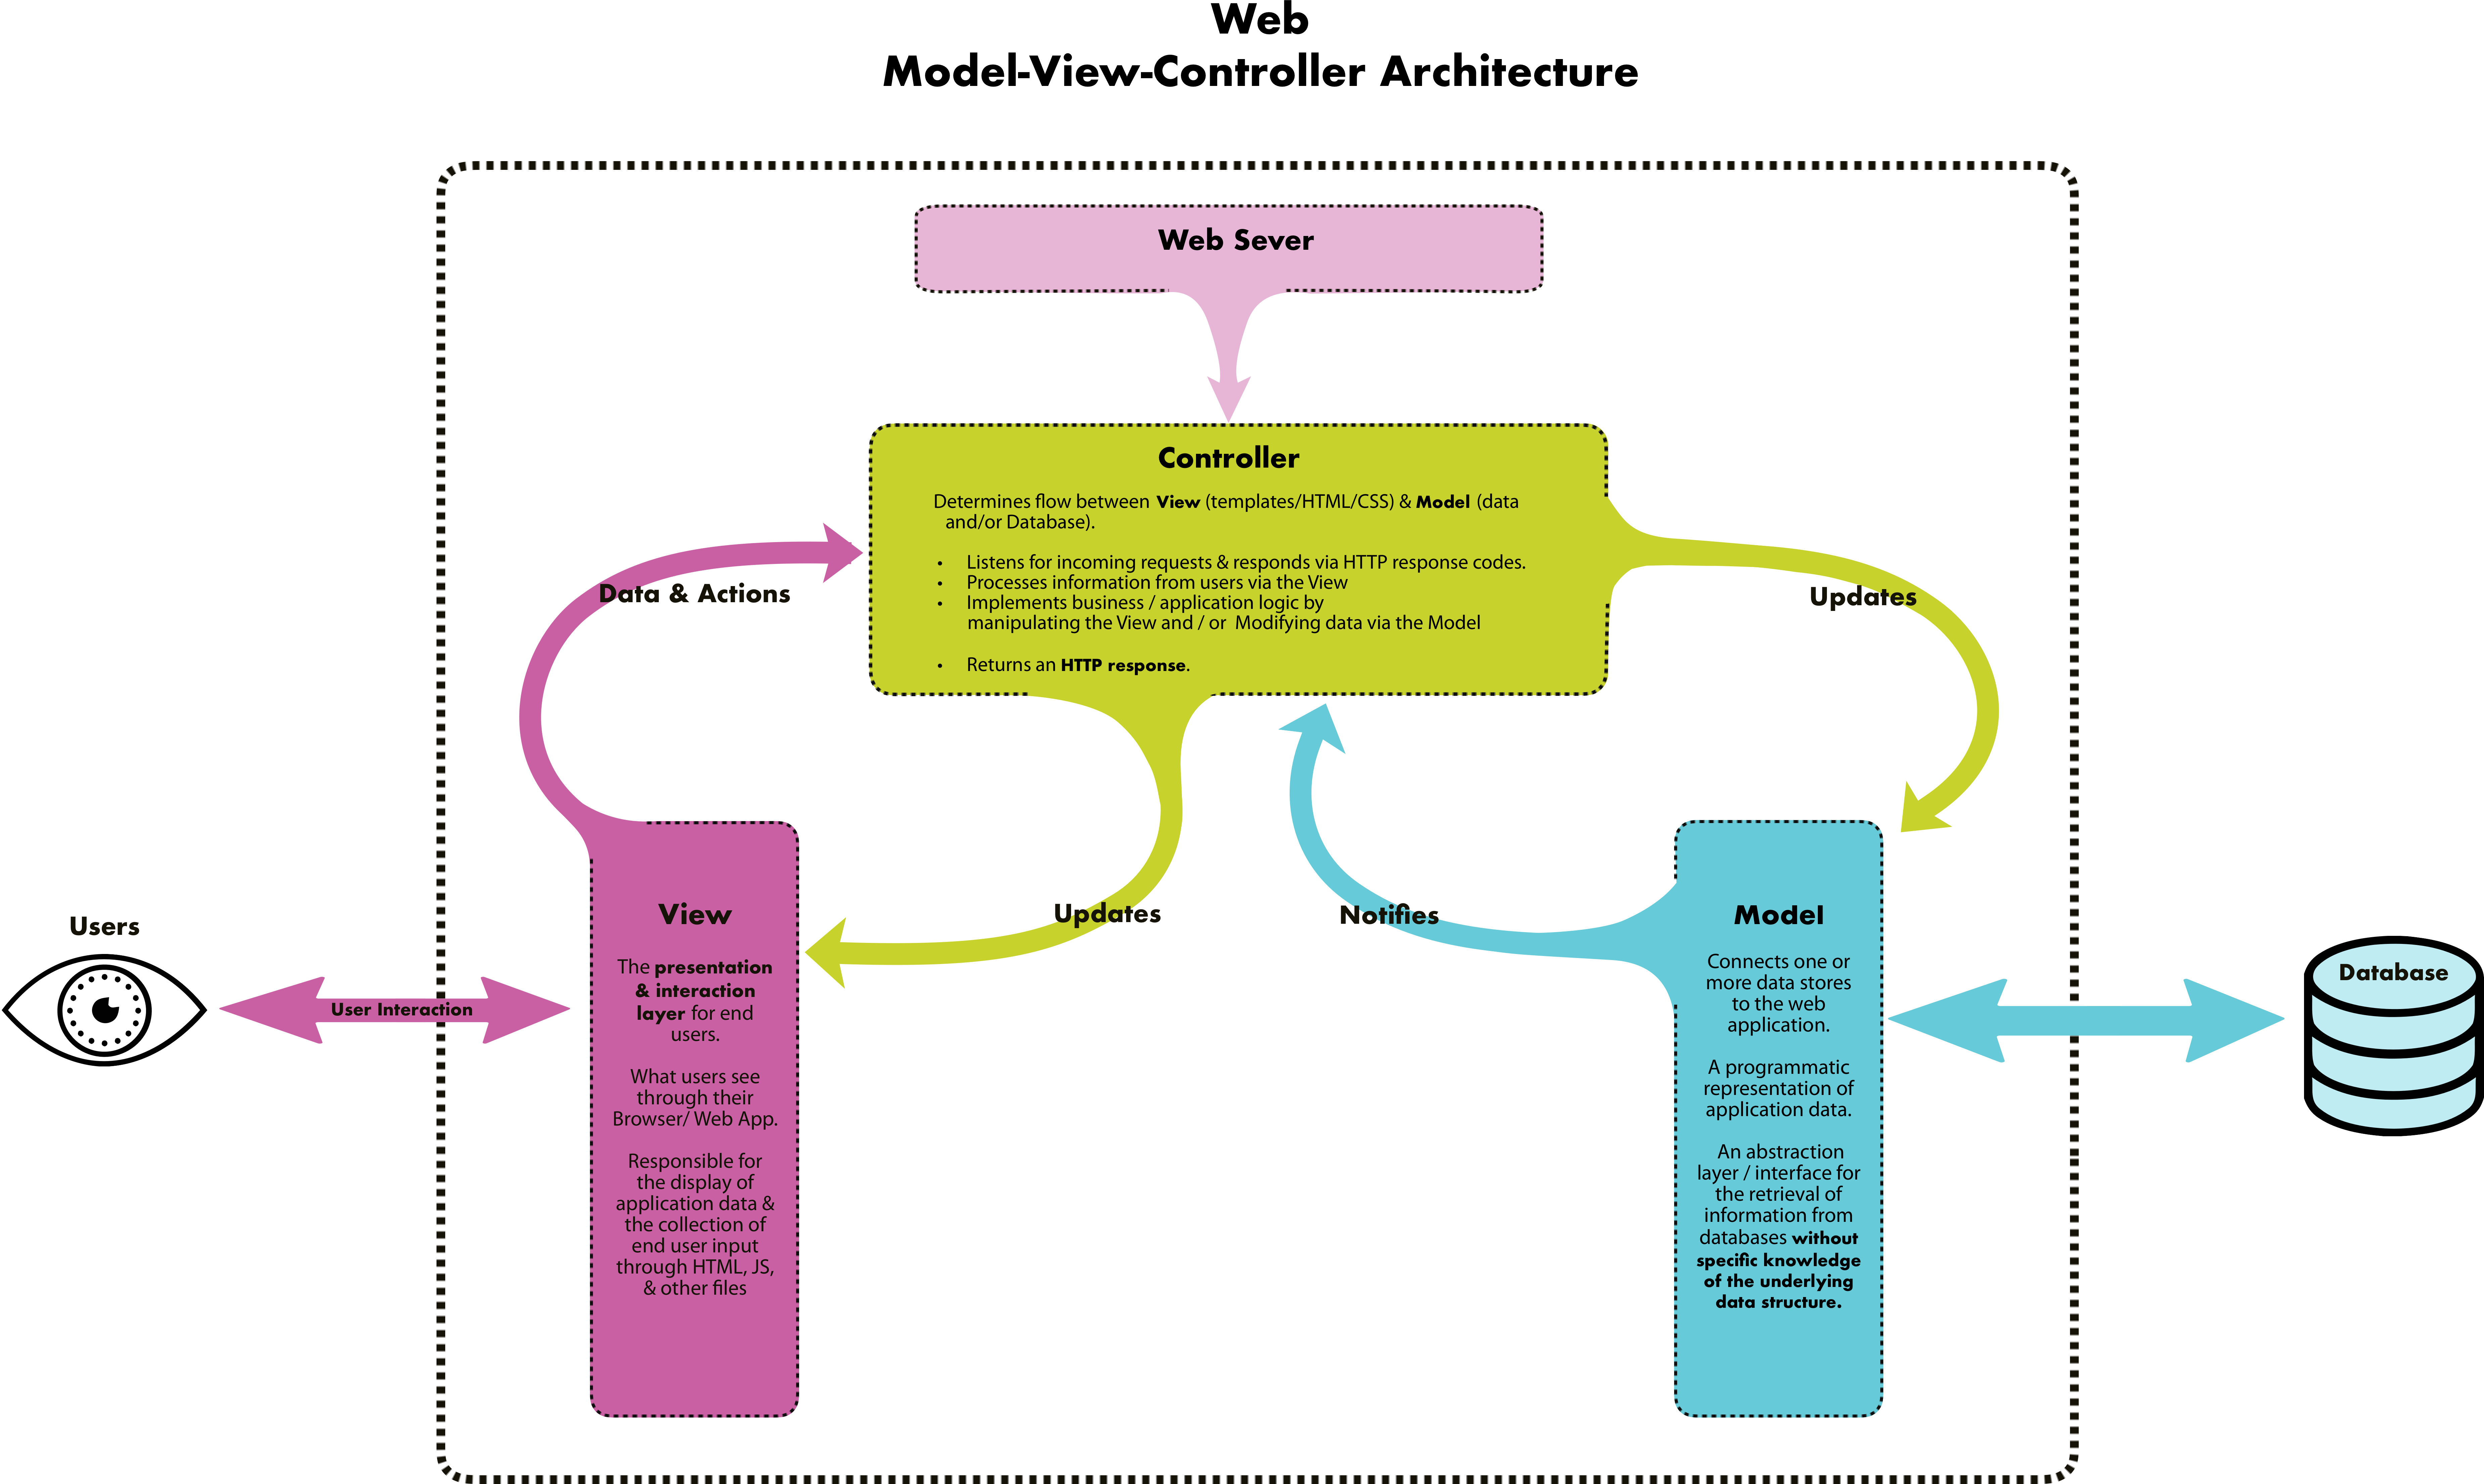 Web
Model-View-Controller Architecture
Web Sever
Controller
Determines flow between View (templates/HTML/CSS) & Model (data
and/or Database).
• Listens for incoming requests & responds via HTTP response codes.
• Processes information from users via the View
• Implements business / application logic by
manipulating the View and / or Modifying data via the Model
• Returns an HTTP response.
Data & Actions
Updates
Updates
Notifies
Users
User Interaction
View
The presentation
& interaction
layer for end
users.
What users see
through their
Browser/ Web App.
Responsible for
the display of
application data &
the collection of
end user input
through HTML, JS,
& other files
Model
Connects one or
more data stores
to the web
application.
A programmatic
representation of
application data.
An abstraction
layer / interface for
the retrieval of
information from
databases without
specific knowledge
of the underlying
data structure.
Database